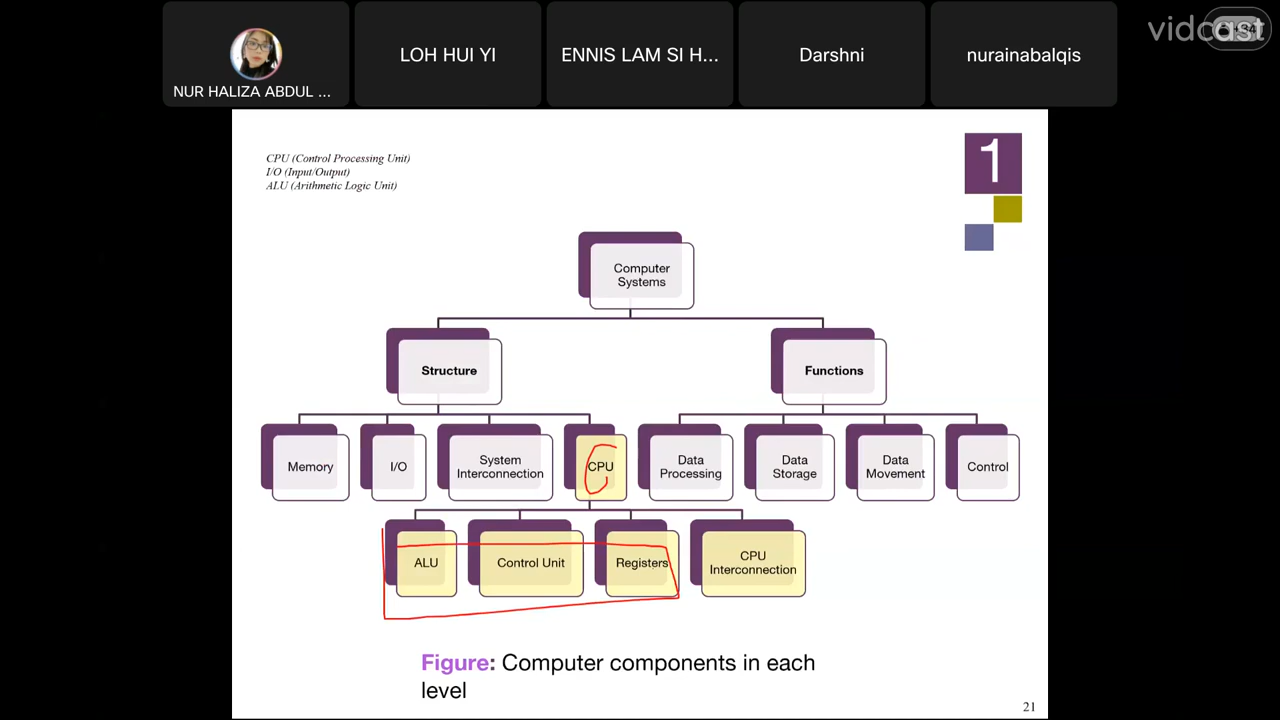 vidcast
NUR HALIZA ABDUL ...
LOH HUI YI
ENNIS LAM SI H...
Darshni
nurainabalqis
CPU (Control Processing Unit)
I/O (Input/Output)
ALU (Arithmetic Logic Unit)
1
Computer
Systems
Structure
Functions
Memory
I/O
System
Interconnection
CPU
Data
Processing
Data
Storage
Data
Movement
Control
ALU
Control Unit
Registers
CPU
Interconnection
Figure: Computer components in each
level
21